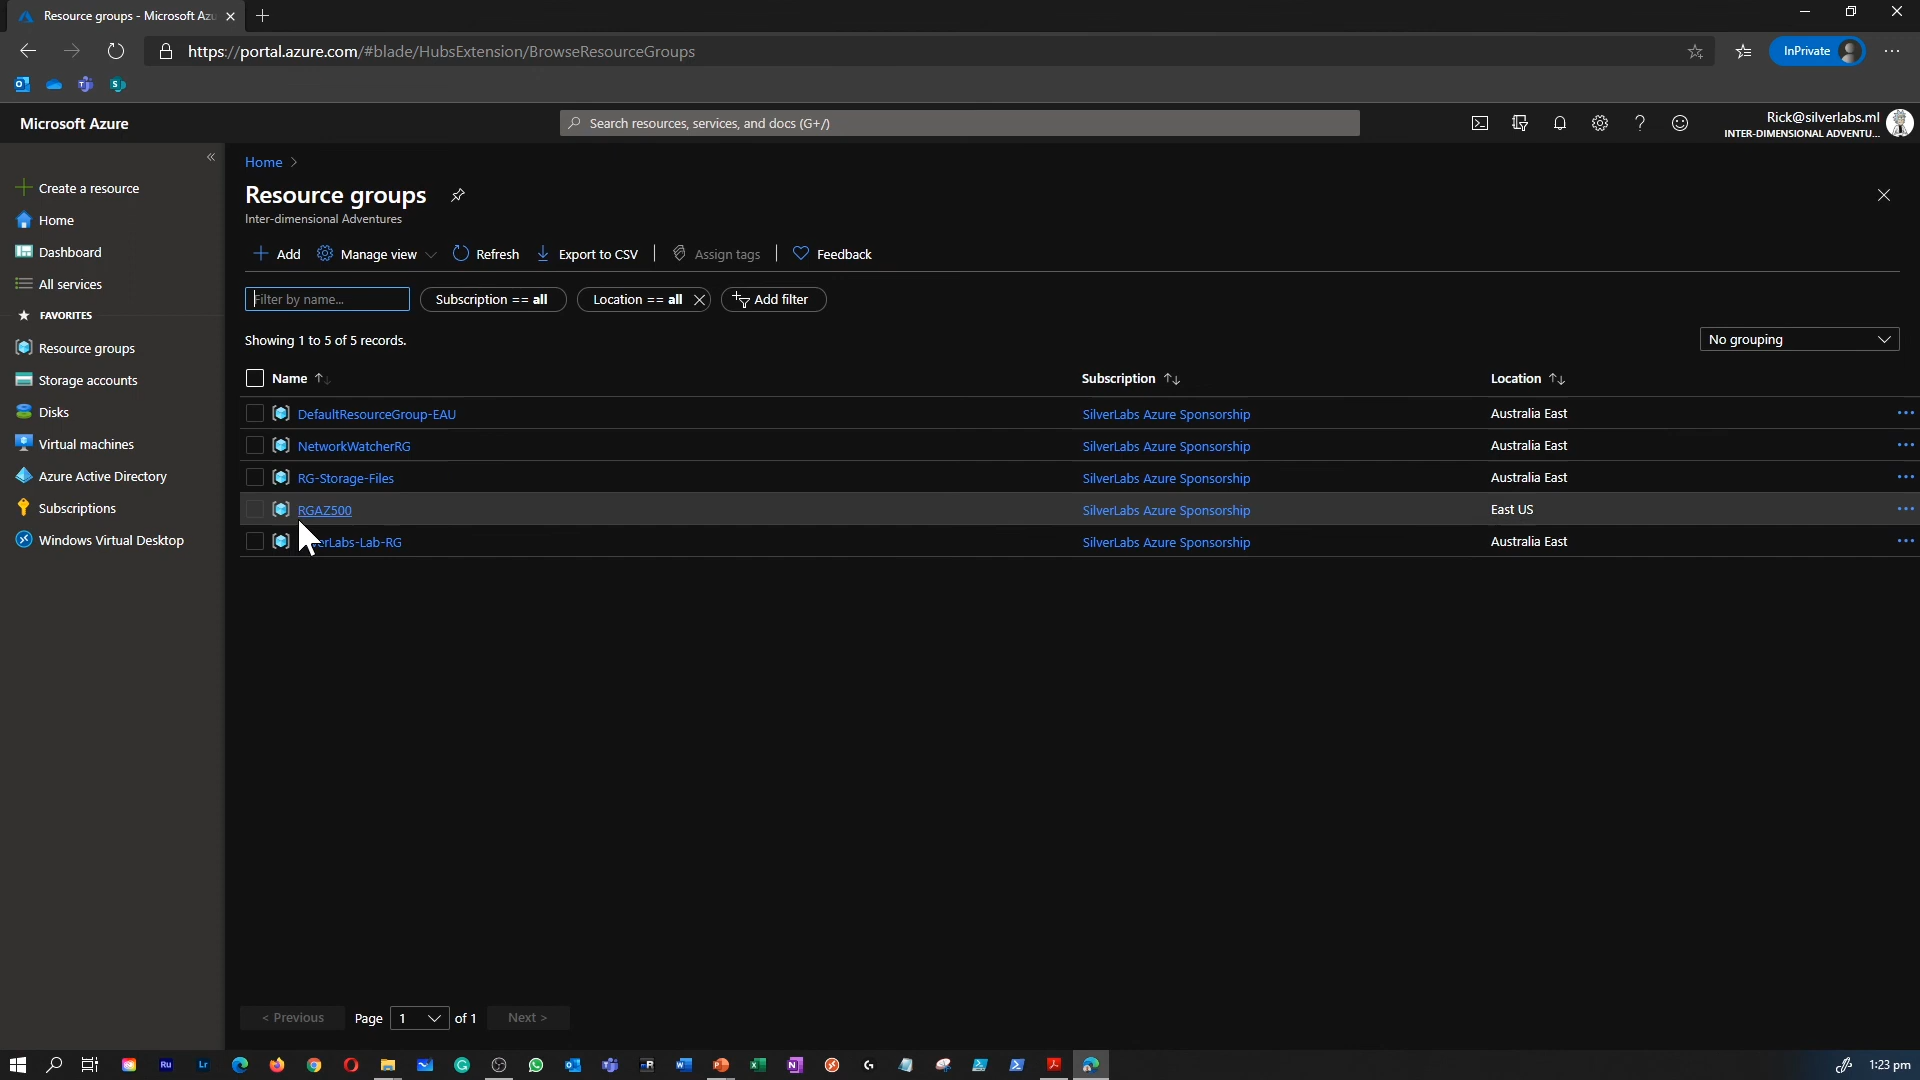 Resource groups - Microsoft Azu
https://portal.azure.com/#blade/HubsExtension/BrowseResourceGroups
InPrivate
Microsoft Azure
Search resources, services, and docs (G+/)
Rick@silverlabs.ml
INTER-DIMENSIONAL ADVENTU...
Create a resource
Home
Dashboard
All services
FAVORITES
Resource groups
Storage accounts
Disks
Virtual machines
Azure Active Directory
Subscriptions
Windows Virtual Desktop
Home >
Resource groups
Inter-dimensional Adventures
Add Manage view Refresh Export to CSV Assign tags Feedback
Filter by name... Subscription == all Location == all Add filter
Showing 1 to 5 of 5 records.
No grouping
Name Subscription Location
DefaultResourceGroup-EAU SilverLabs Azure Sponsorship Australia East
NetworkWatcherRG SilverLabs Azure Sponsorship Australia East
RG-Storage-Files SilverLabs Azure Sponsorship Australia East
RGAZ500 SilverLabs Azure Sponsorship East US
erLabs-Lab-RG SilverLabs Azure Sponsorship Australia East
< Previous Page 1 of 1 Next >
1:23 pm